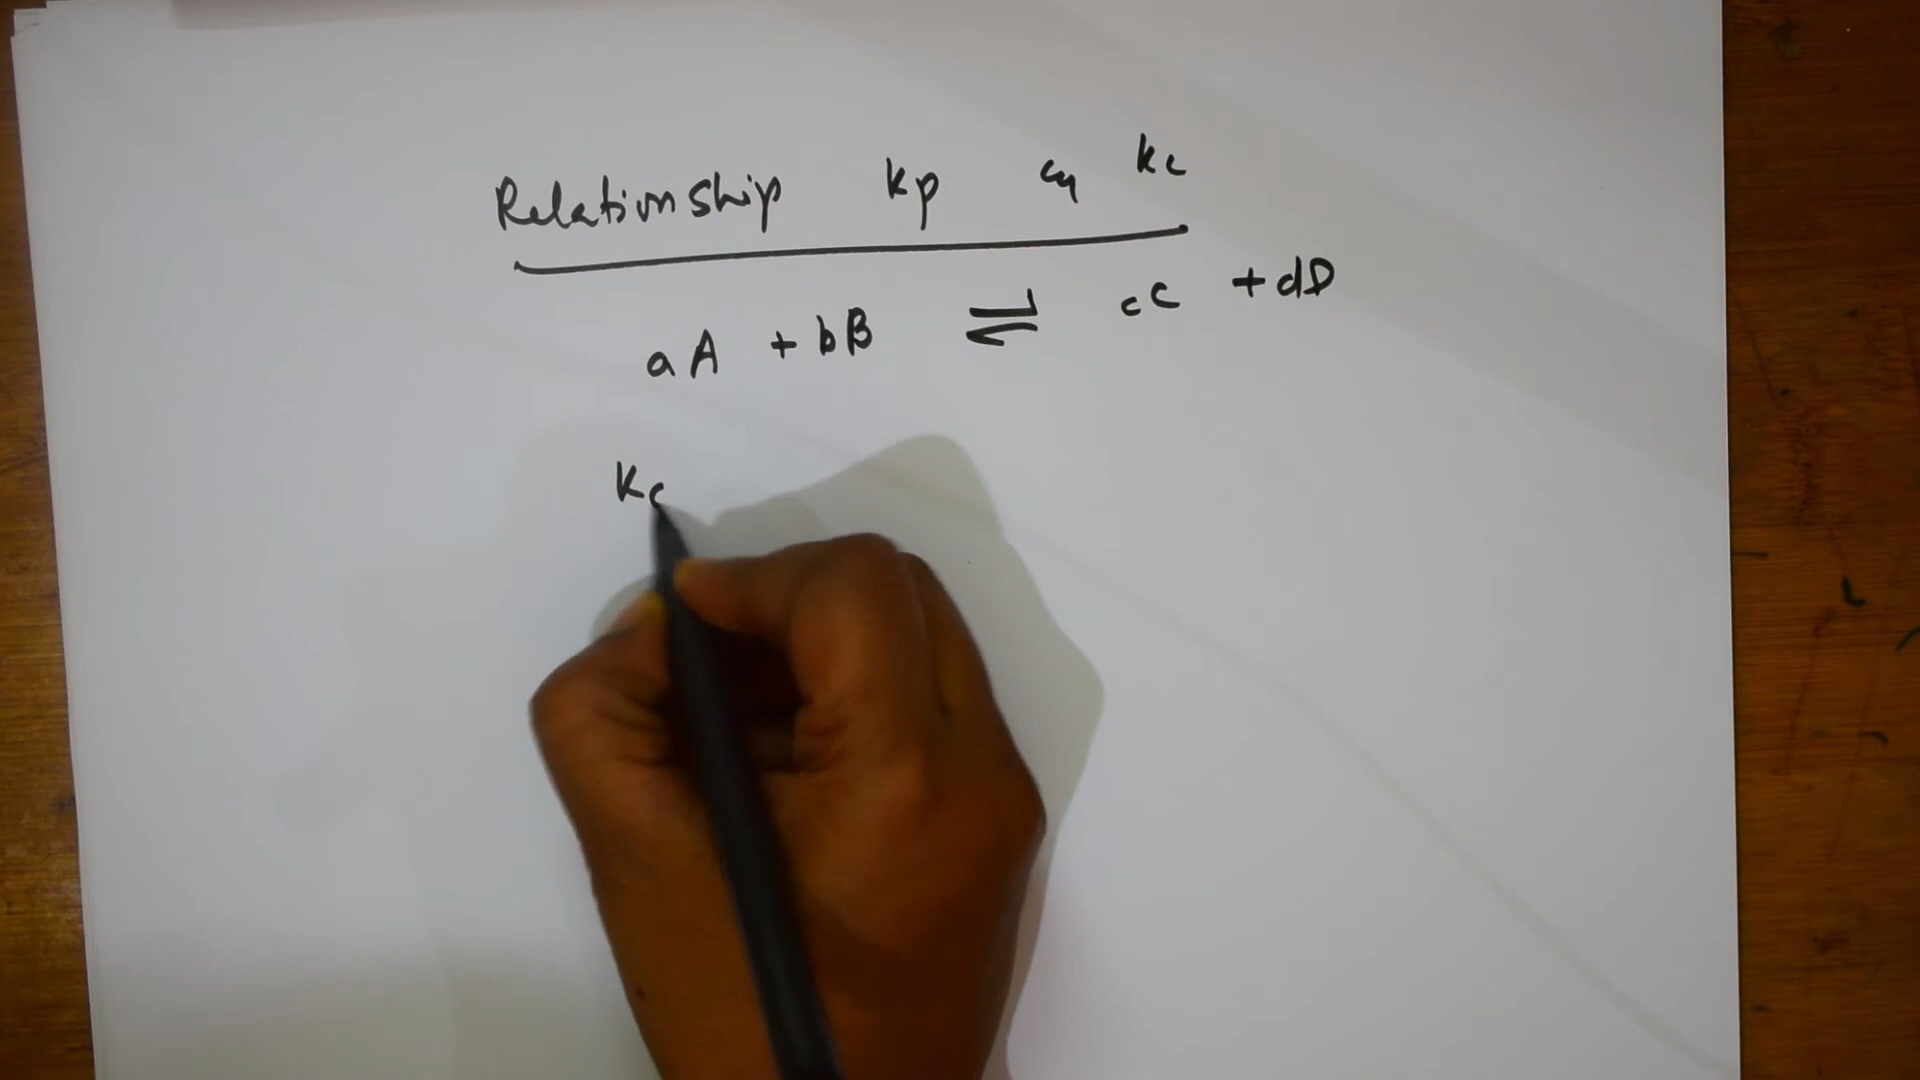 Relationship kp kc
aA + bB ⇌ cC + dD
Kc